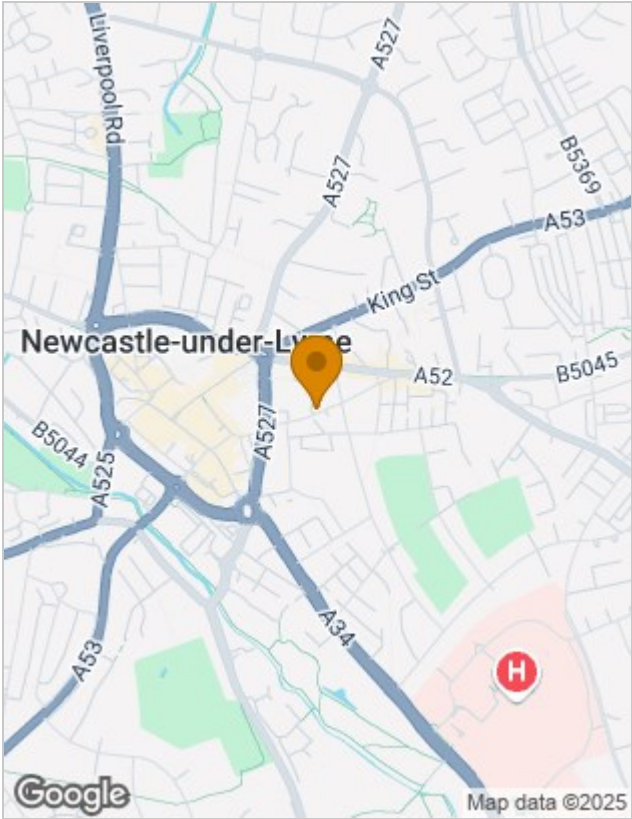 Liverpool Rd
A527
A527
B5369
A53
King St
Newcastle-under-Lyme
A52
B5045
A527
B5044
A525
A34
A53
H
Google
Map data ©2025